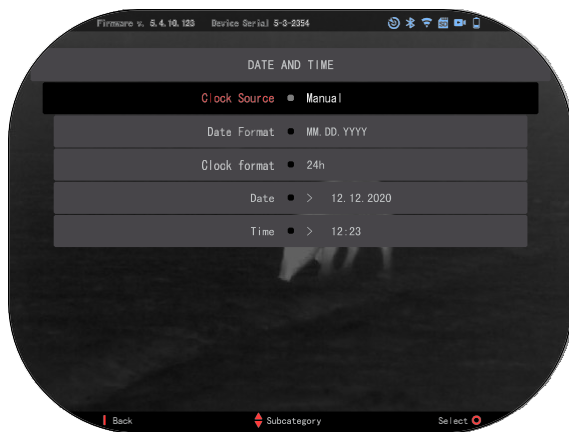 Firmware v. 5.4.10.123 Device Serial 5-3-2354
DATE AND TIME
Clock Source Manual
Date Format MM.DD.YYYY
Clock format 24h
Date > 12.12.2020
Time > 12:23
Back Subcategory Select